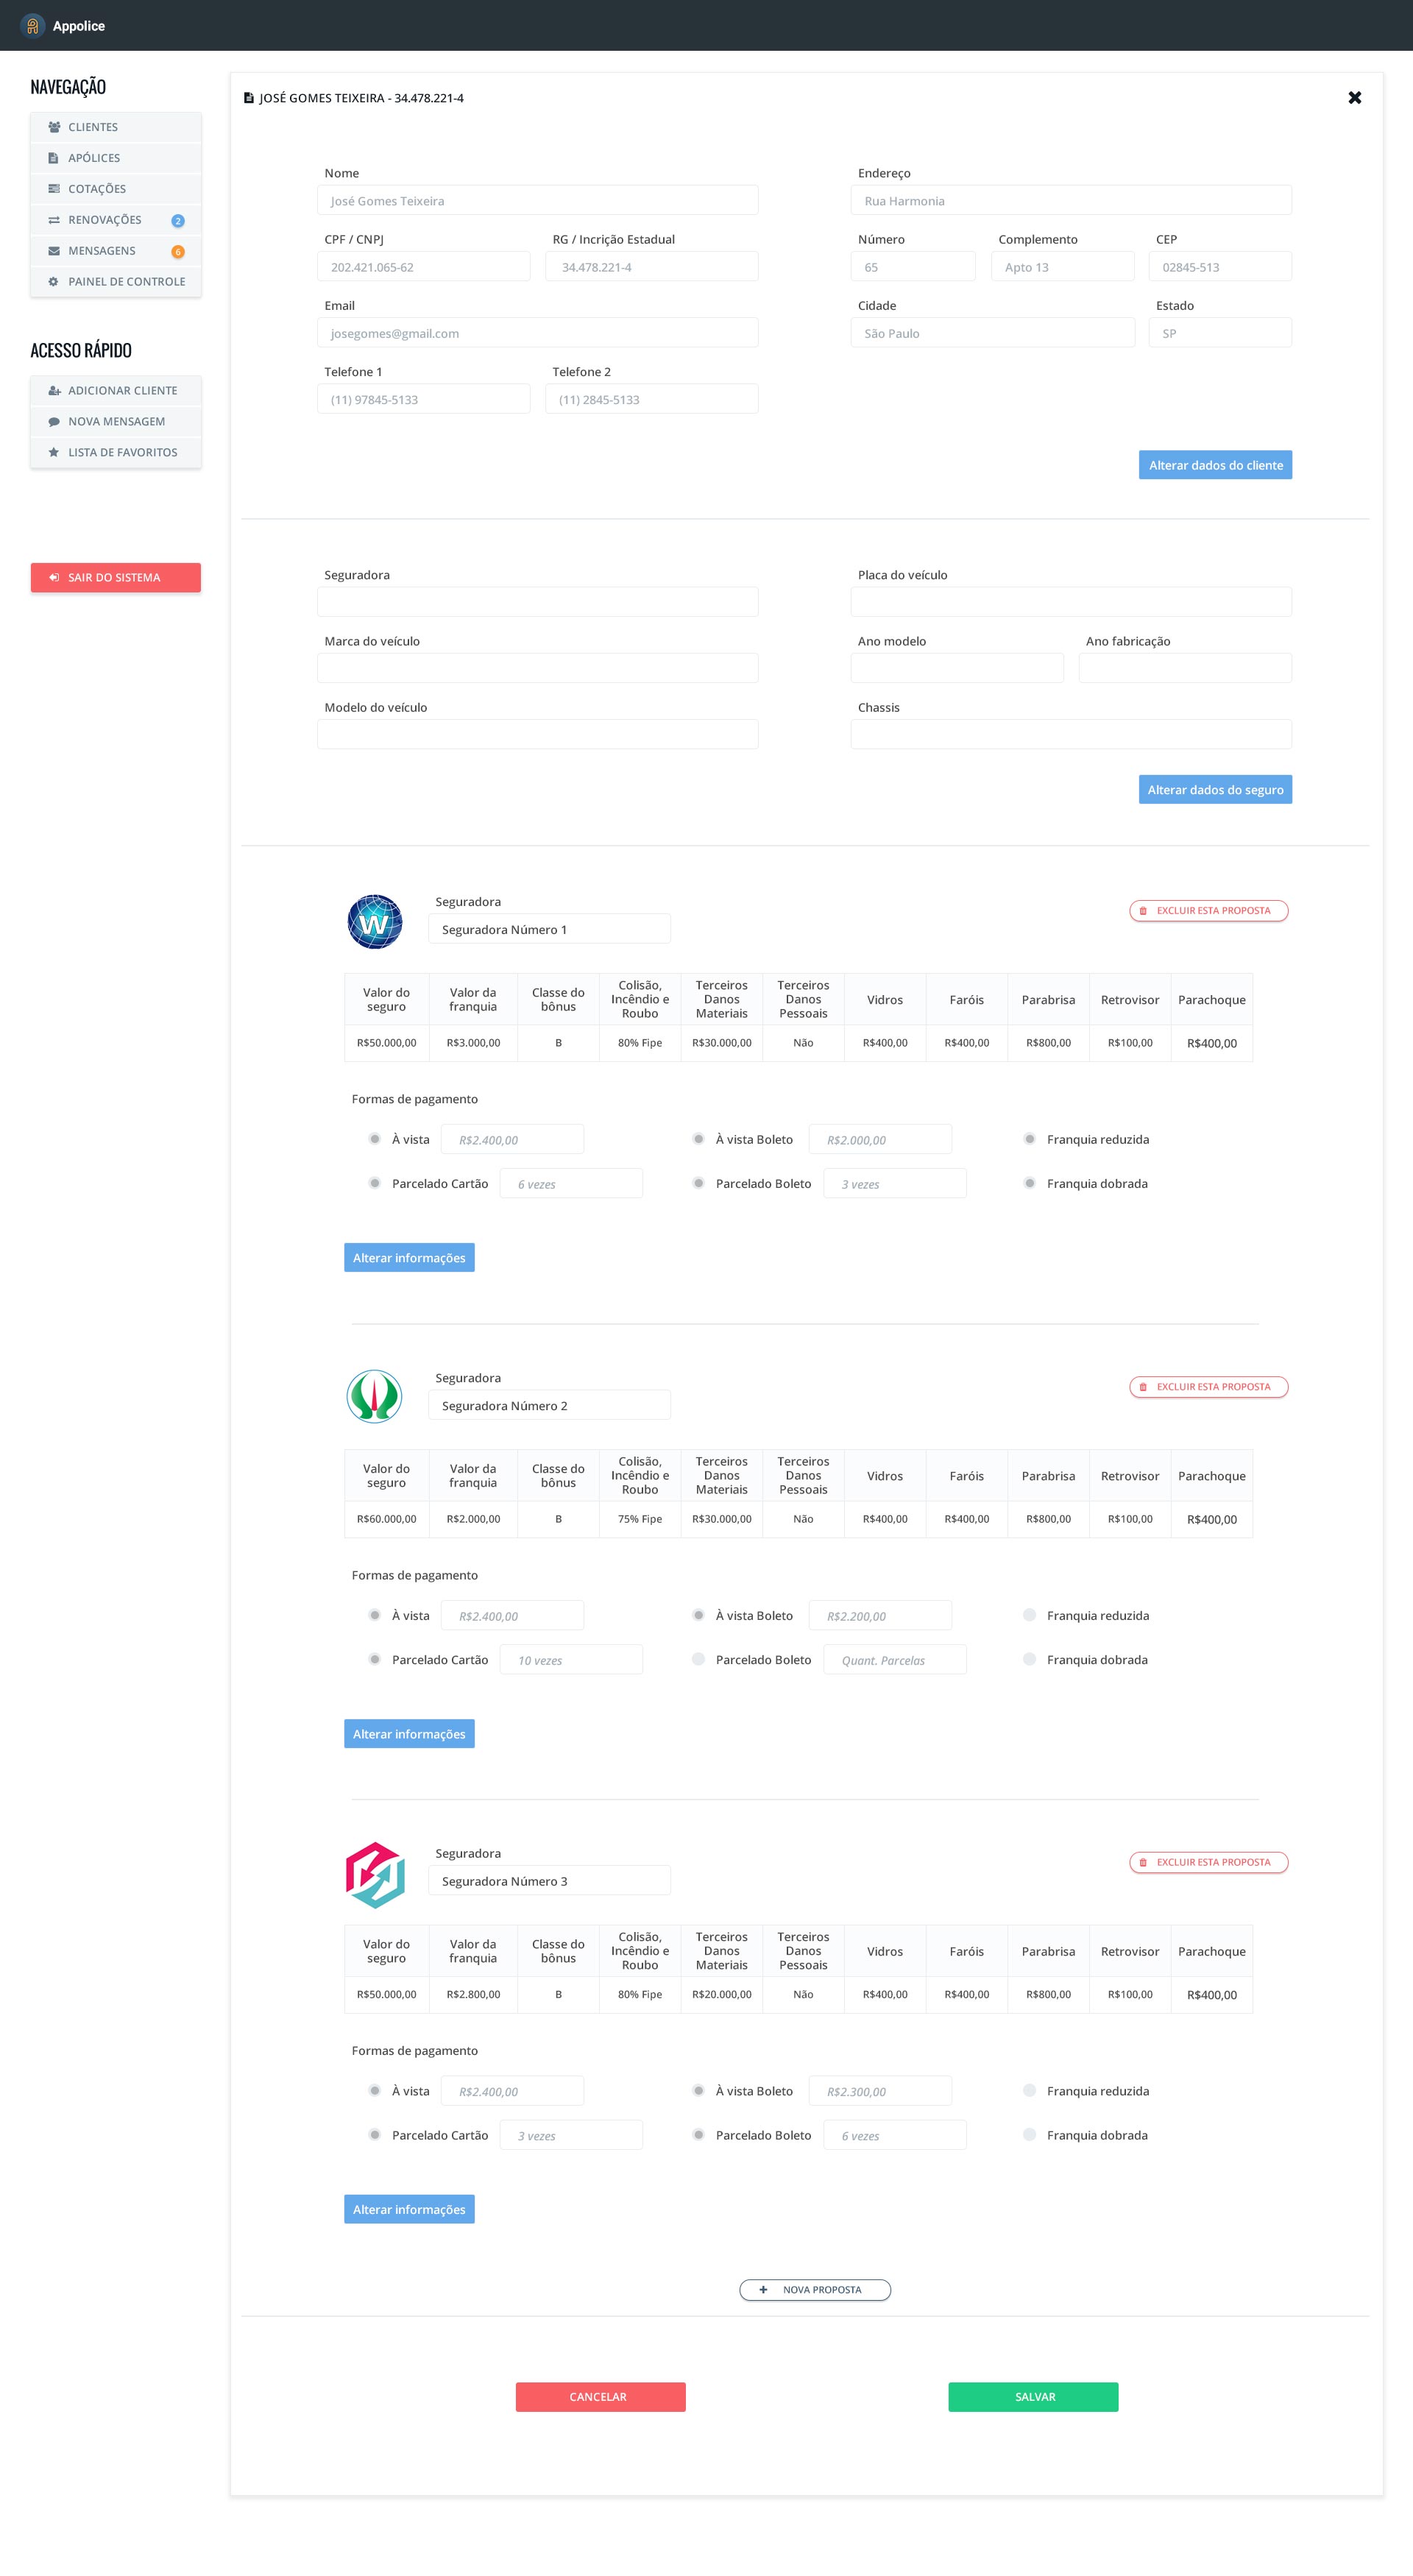 Appolice
NAVEGAÇÃO
CLIENTES
APÓLICES
COTAÇÕES
RENOVAÇÕES 2
MENSAGENS 6
PAINEL DE CONTROLE
ACESSO RÁPIDO
ADICIONAR CLIENTE
NOVA MENSAGEM
LISTA DE FAVORITOS
SAIR DO SISTEMA
JOSÉ GOMES TEIXEIRA - 34.478.221-4
Nome
José Gomes Teixeira
CPF / CNPJ RG / Incrição Estadual
202.421.065-62 34.478.221-4
Email
josegomes@gmail.com
Telefone 1 Telefone 2
(11) 97845-5133 (11) 2845-5133
Endereço
Rua Harmonia
Número Complemento CEP
65 Apto 13 02845-513
Cidade Estado
São Paulo SP
Alterar dados do cliente
Seguradora
Marca do veículo
Modelo do veículo
Placa do veículo
Ano modelo Ano fabricação
Chassis
Alterar dados do seguro
W
Seguradora
Seguradora Número 1
EXCLUIR ESTA PROPOSTA
Valor do seguro Valor da franquia Classe do bônus Colisão, Incêndio e Roubo Terceiros Danos Materiais Terceiros Danos Pessoais Vidros Faróis Parabrisa Retrovisor Parachoque
R$50.000,00 R$3.000,00 B 80% Fipe R$30.000,00 Não R$400,00 R$400,00 R$800,00 R$100,00 R$400,00
Formas de pagamento
À vista R$2.400,00 À vista Boleto R$2.000,00 Franquia reduzida
Parcelado Cartão 6 vezes Parcelado Boleto 3 vezes Franquia dobrada
Alterar informações
Seguradora
Seguradora Número 2
EXCLUIR ESTA PROPOSTA
Valor do seguro Valor da franquia Classe do bônus Colisão, Incêndio e Roubo Terceiros Danos Materiais Terceiros Danos Pessoais Vidros Faróis Parabrisa Retrovisor Parachoque
R$60.000,00 R$2.000,00 B 75% Fipe R$30.000,00 Não R$400,00 R$400,00 R$800,00 R$100,00 R$400,00
Formas de pagamento
À vista R$2.400,00 À vista Boleto R$2.200,00 Franquia reduzida
Parcelado Cartão 10 vezes Parcelado Boleto Quant. Parcelas Franquia dobrada
Alterar informações
Seguradora
Seguradora Número 3
EXCLUIR ESTA PROPOSTA
Valor do seguro Valor da franquia Classe do bônus Colisão, Incêndio e Roubo Terceiros Danos Materiais Terceiros Danos Pessoais Vidros Faróis Parabrisa Retrovisor Parachoque
R$50.000,00 R$2.800,00 B 80% Fipe R$20.000,00 Não R$400,00 R$400,00 R$800,00 R$100,00 R$400,00
Formas de pagamento
À vista R$2.400,00 À vista Boleto R$2.300,00 Franquia reduzida
Parcelado Cartão 3 vezes Parcelado Boleto 6 vezes Franquia dobrada
Alterar informações
NOVA PROPOSTA
CANCELAR SALVAR